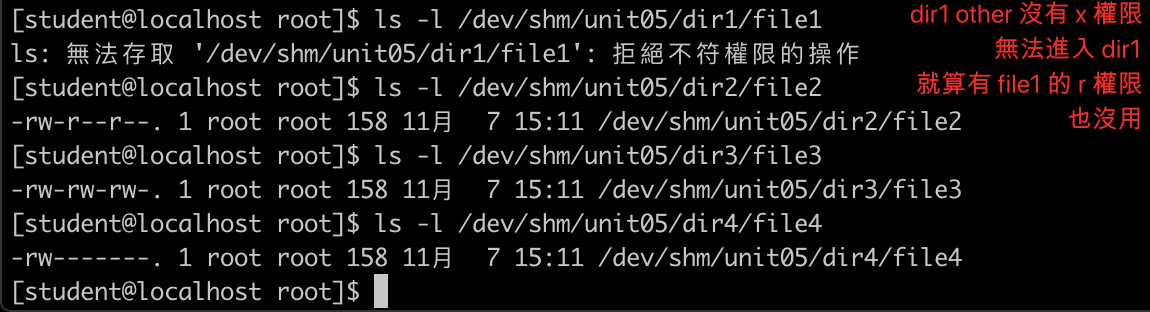 [student@localhost root]$ ls -l /dev/shm/unit05/dir1/file1
dir1 other 沒有 x 權限
ls: 無法存取 '/dev/shm/unit05/dir1/file1': 拒絕不符權限的操作
無法進入 dir1
[student@localhost root]$ ls -l /dev/shm/unit05/dir2/file2
就算有 file1 的 r 權限
-rw-r--r--. 1 root root 158 11月  7 15:11 /dev/shm/unit05/dir2/file2
也沒用
[student@localhost root]$ ls -l /dev/shm/unit05/dir3/file3
-rw-rw-rw-. 1 root root 158 11月  7 15:11 /dev/shm/unit05/dir3/file3
[student@localhost root]$ ls -l /dev/shm/unit05/dir4/file4
-rw-------. 1 root root 158 11月  7 15:11 /dev/shm/unit05/dir4/file4
[student@localhost root]$